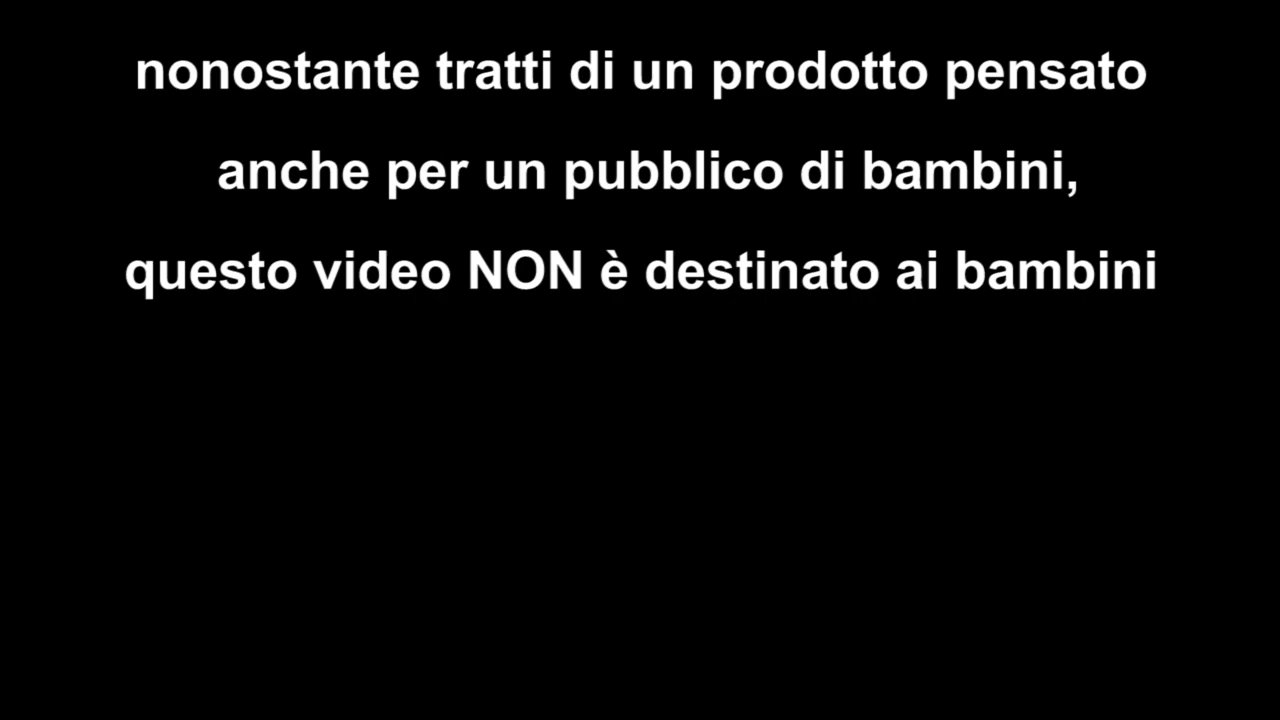 nonostante tratti di un prodotto pensato
anche per un pubblico di bambini,
questo video NON è destinato ai bambini